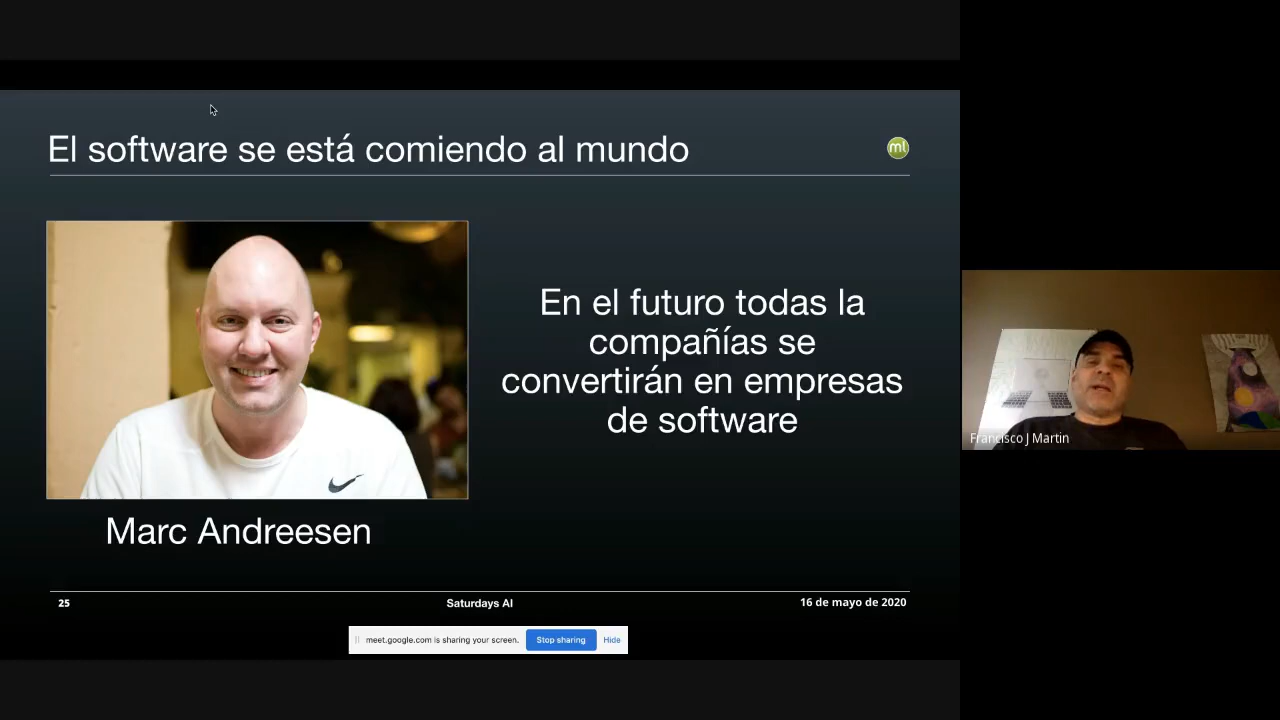 El software se está comiendo al mundo
ml
En el futuro todas la
compañías se
convertirán en empresas
de software
Marc Andreesen
25
Saturdays AI
16 de mayo de 2020
meet.google.com is sharing your screen.
Stop sharing
Hide
Francisco J Martin